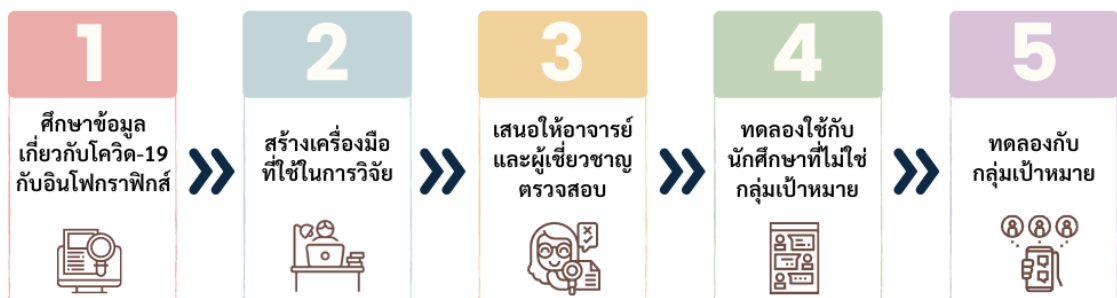 1
ศึกษาข้อมูล
เกี่ยวกับโควิด-19
กับอินโฟกราฟิกส์
2
สร้างเครื่องมือ
ที่ใช้ในการวิจัย
3
เสนอให้อาจารย์
และผู้เชี่ยวชาญ
ตรวจสอบ
4
ทดลองใช้กับ
นักศึกษาที่ไม่ใช่
กลุ่มเป้าหมาย
5
ทดลองกับ
กลุ่มเป้าหมาย